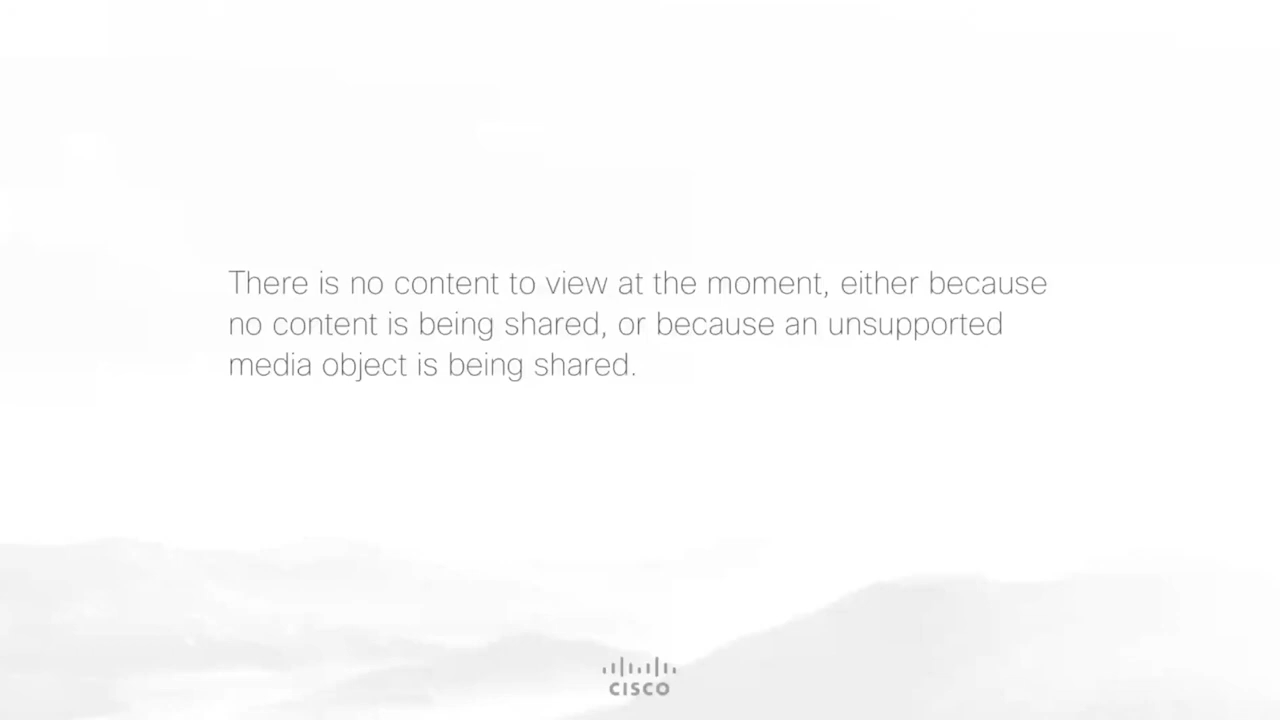 There is no content to view at the moment, either because
no content is being shared, or because an unsupported
media object is being shared.
CISCO